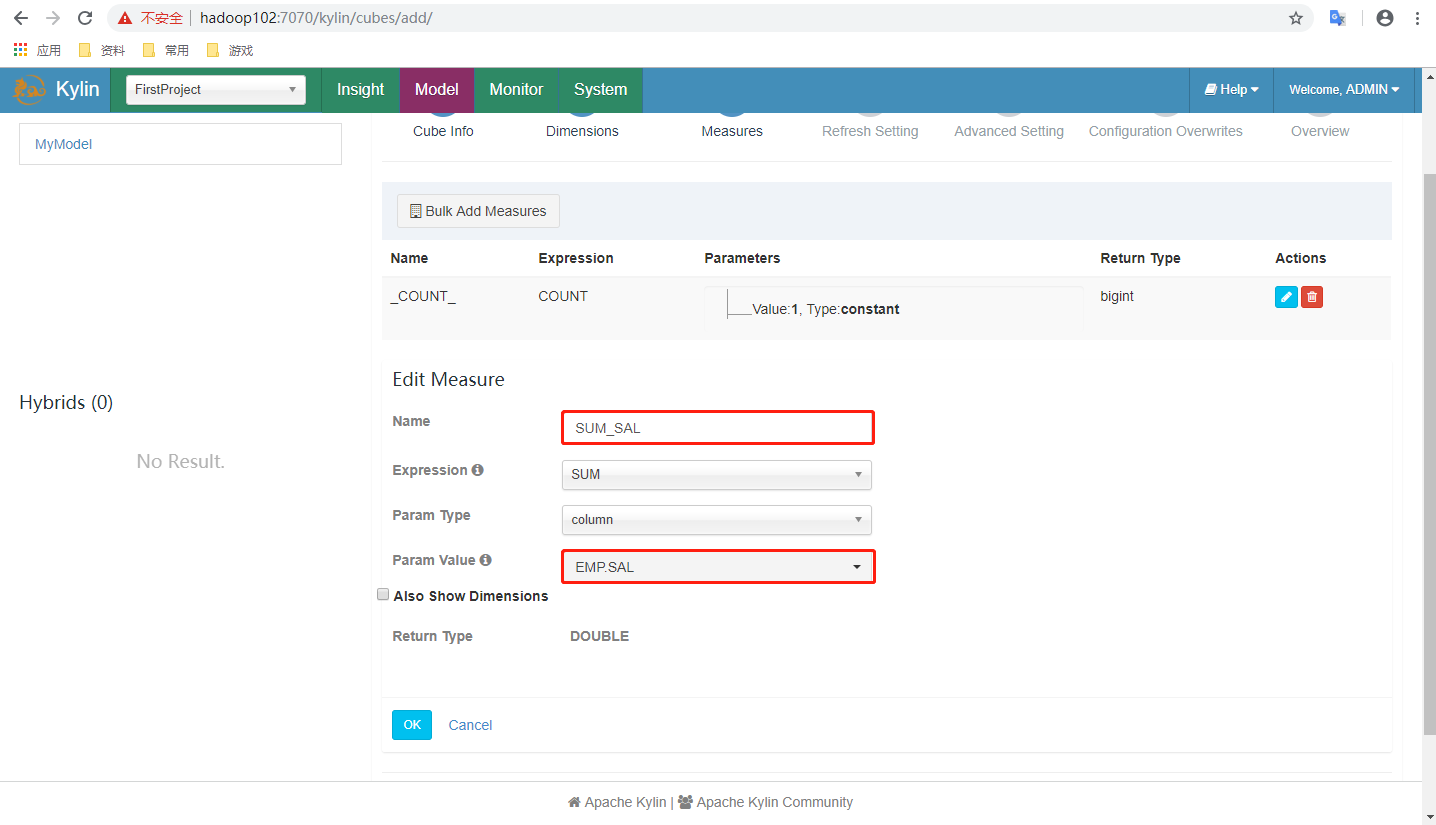 不安全 hadoop102:7070/kylin/cubes/add/
应用 资料 常用 游戏
Kylin FirstProject Insight Model Monitor System Help Welcome, ADMIN
Cube Info Dimensions Measures Refresh Setting Advanced Setting Configuration Overwrites Overview
MyModel
Bulk Add Measures
Name Expression Parameters Return Type Actions
_COUNT_ COUNT Value:1, Type:constant bigint
Edit Measure
Hybrids (0)
Name SUM_SAL
No Result.
Expression SUM
Param Type column
Param Value EMP.SAL
Also Show Dimensions
Return Type DOUBLE
OK Cancel
Apache Kylin | Apache Kylin Community